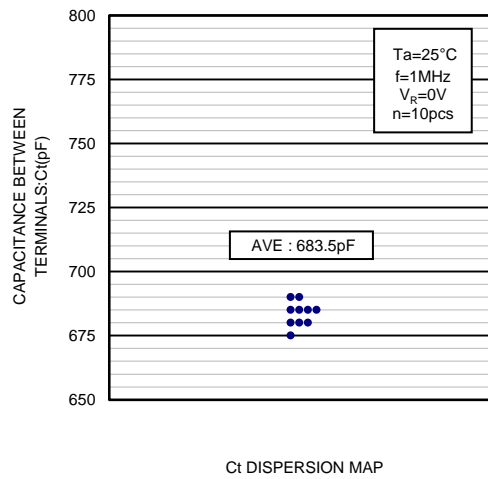 800
775
750
725
700
675
650
CAPACITANCE BETWEEN
TERMINALS:Ct(pF)
Ta=25°C
f=1MHz
VR=0V
n=10pcs
AVE : 683.5pF
Ct DISPERSION MAP